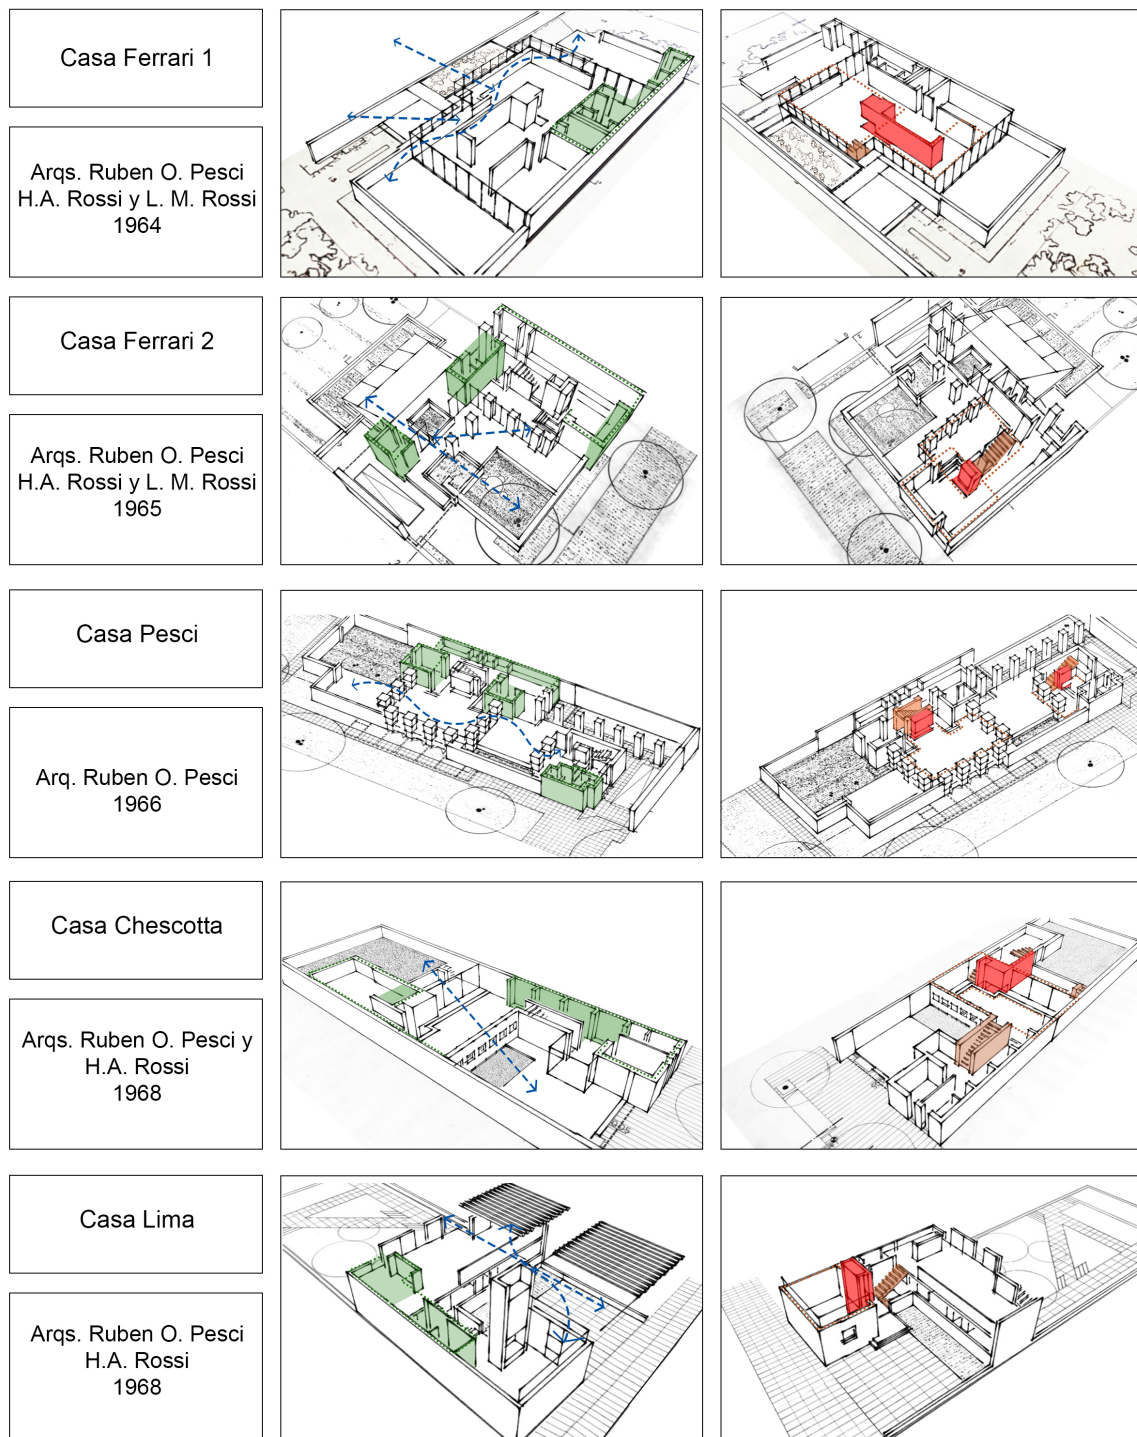 Casa Ferrari 1
Arqs. Ruben O. Pesci
H.A. Rossi y L. M. Rossi
1964
Casa Ferrari 2
Arqs. Ruben O. Pesci
H.A. Rossi y L. M. Rossi
1965
Casa Pesci
Arq. Ruben O. Pesci
1966
Casa Chescotta
Arqs. Ruben O. Pesci y
H.A. Rossi
1968
Casa Lima
Arqs. Ruben O. Pesci
H.A. Rossi
1968